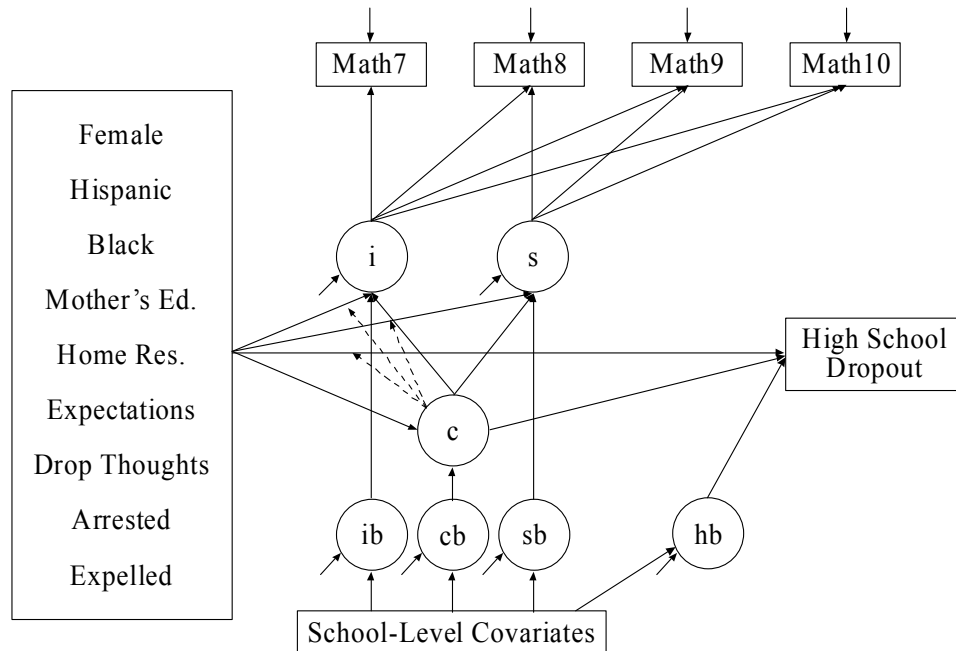 Math7
Math8
Math9
Math10
Female
Hispanic
Black
Mother’s Ed.
Home Res.
Expectations
Drop Thoughts
Arrested
Expelled
i
s
High School
Dropout
c
ib
cb
sb
hb
School-Level Covariates